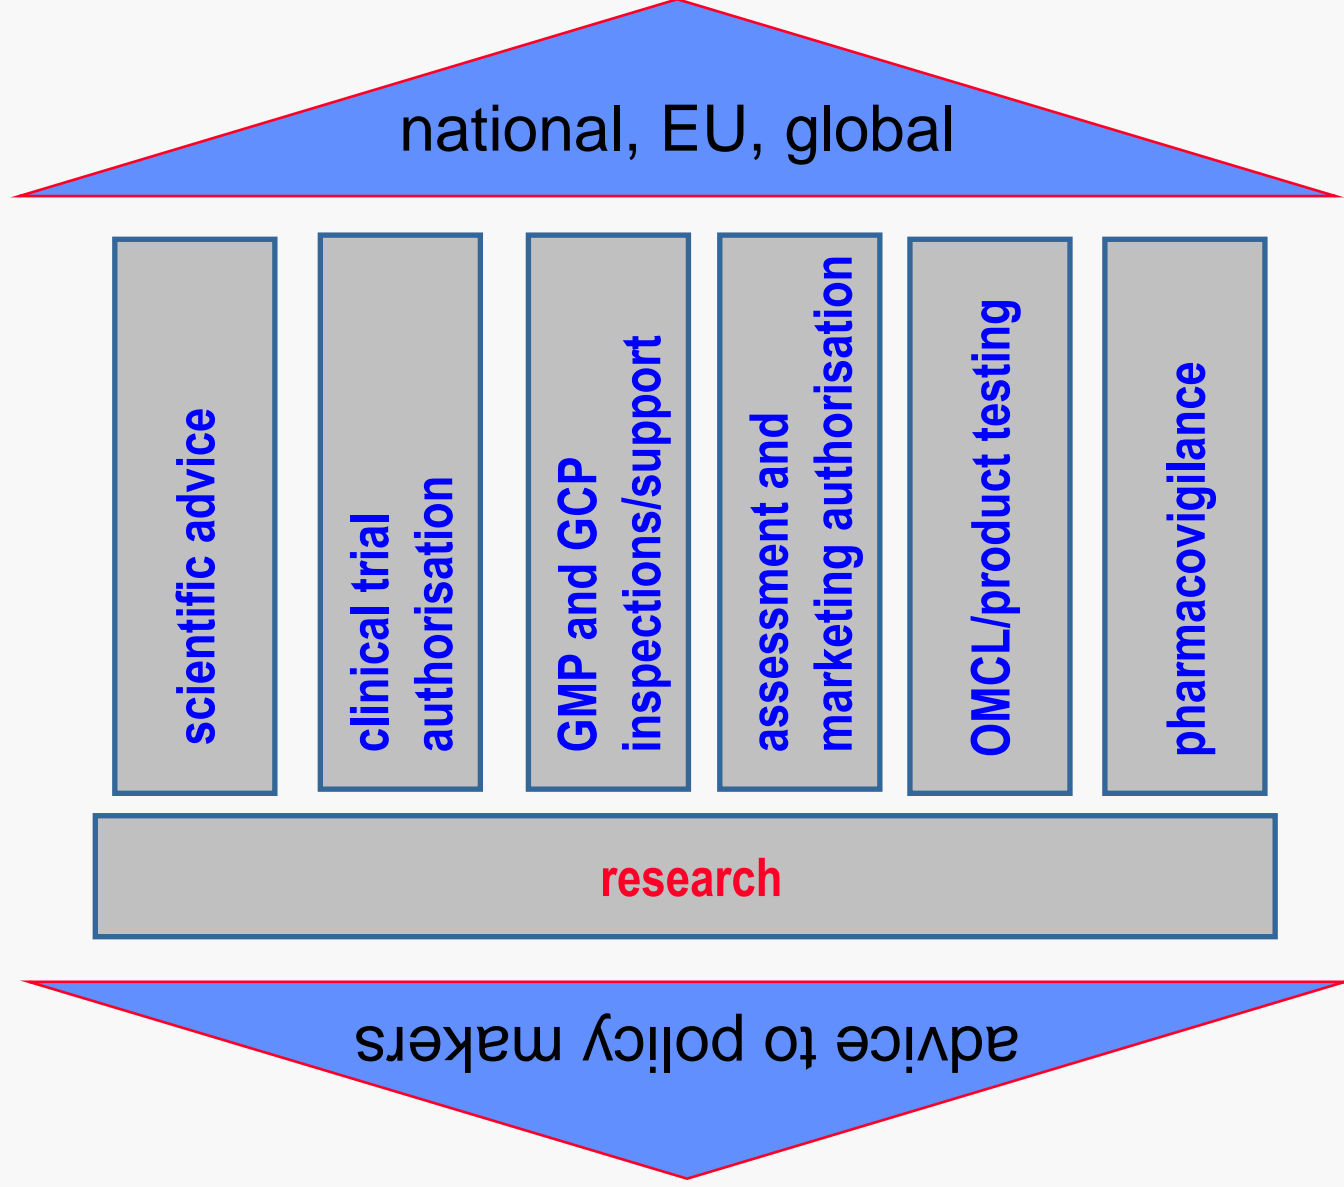 national, EU, global
scientific advice
clinical trial
authorisation
GMP and GCP
inspections/support
assessment and
marketing authorisation
OMCL/product testing
pharmacovigilance
research
advice to policy makers